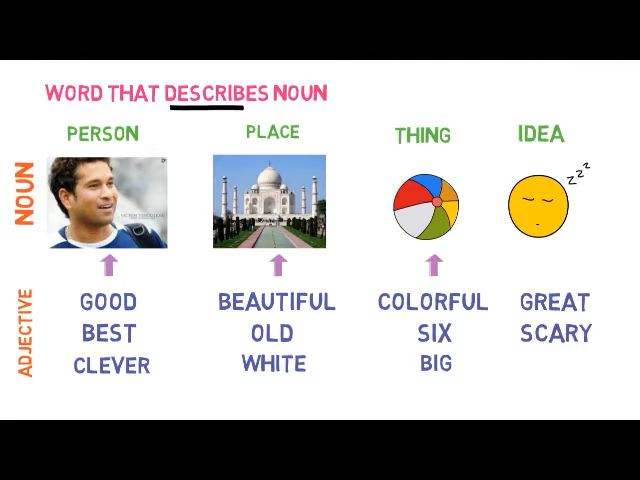 WORD THAT DESCRIBES NOUN
PERSON PLACE THING IDEA
NOUN
zzz
ADJECTIVE
GOOD BEAUTIFUL COLORFUL GREAT
BEST OLD SIX SCARY
CLEVER WHITE BIG